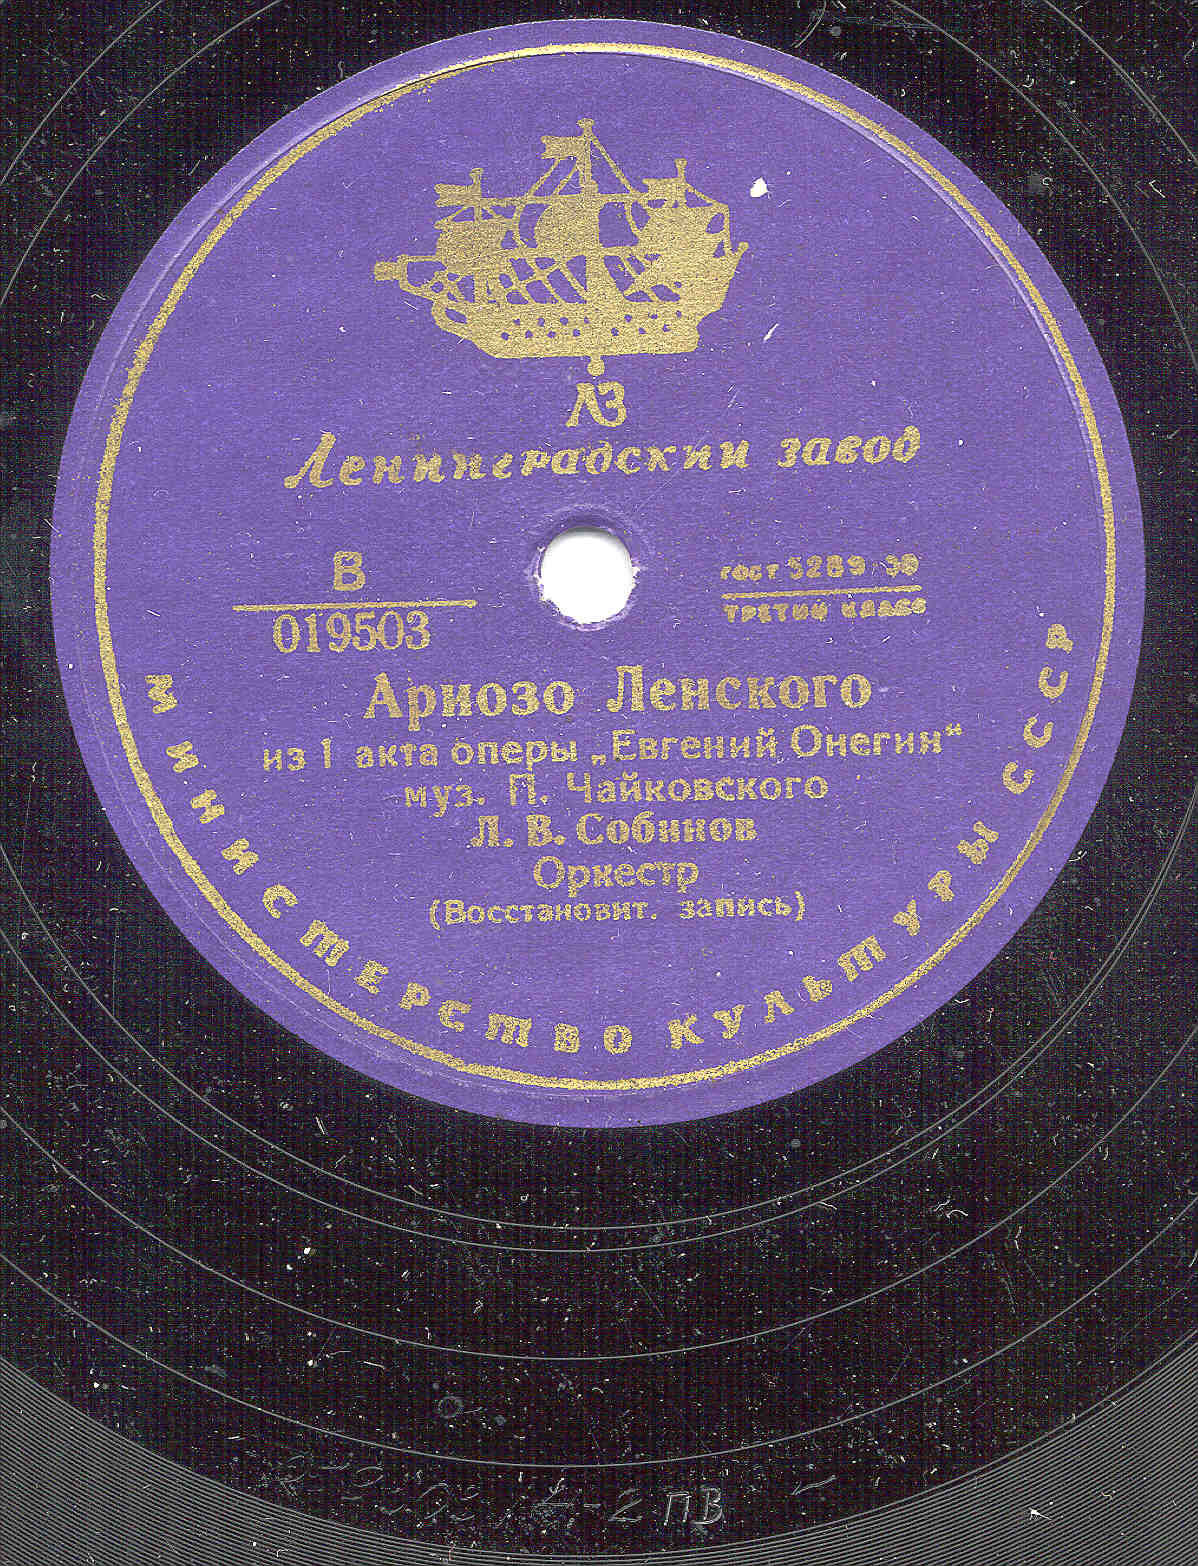 ЛЗ
Ленинградский завод
В
019503
ГОСТ 5289
ТРЕТИЙ КЛАСС
Ариозо Ленского
из I акта оперы „Евгений Онегин“
муз. П. Чайковского
Л. В. Собинов
Оркестр
(Восстановит. запись)
МИНИСТЕРСТВО КУЛЬТУРЫ СССР
ПВ